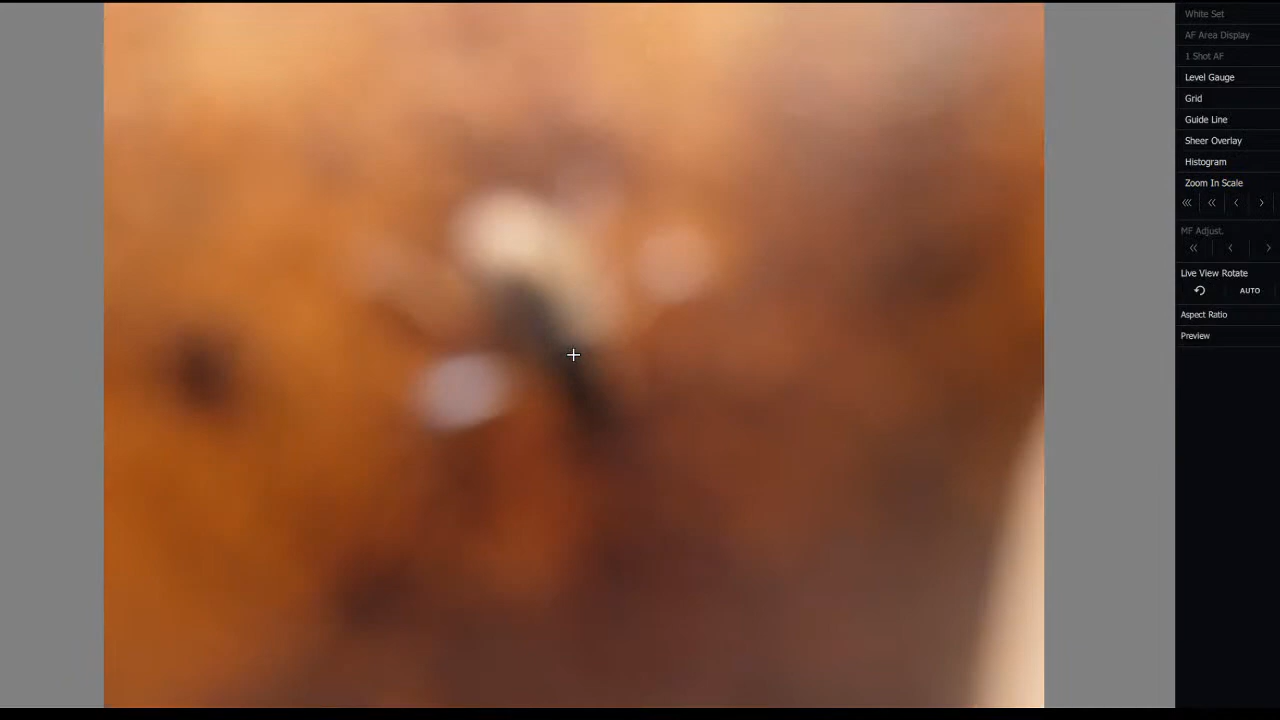 White Set
AF Area Display
1 Shot AF
Level Gauge
Grid
Guide Line
Sheer Overlay
Histogram
Zoom In Scale
MF Adjust.
Live View Rotate
AUTO
Aspect Ratio
Preview